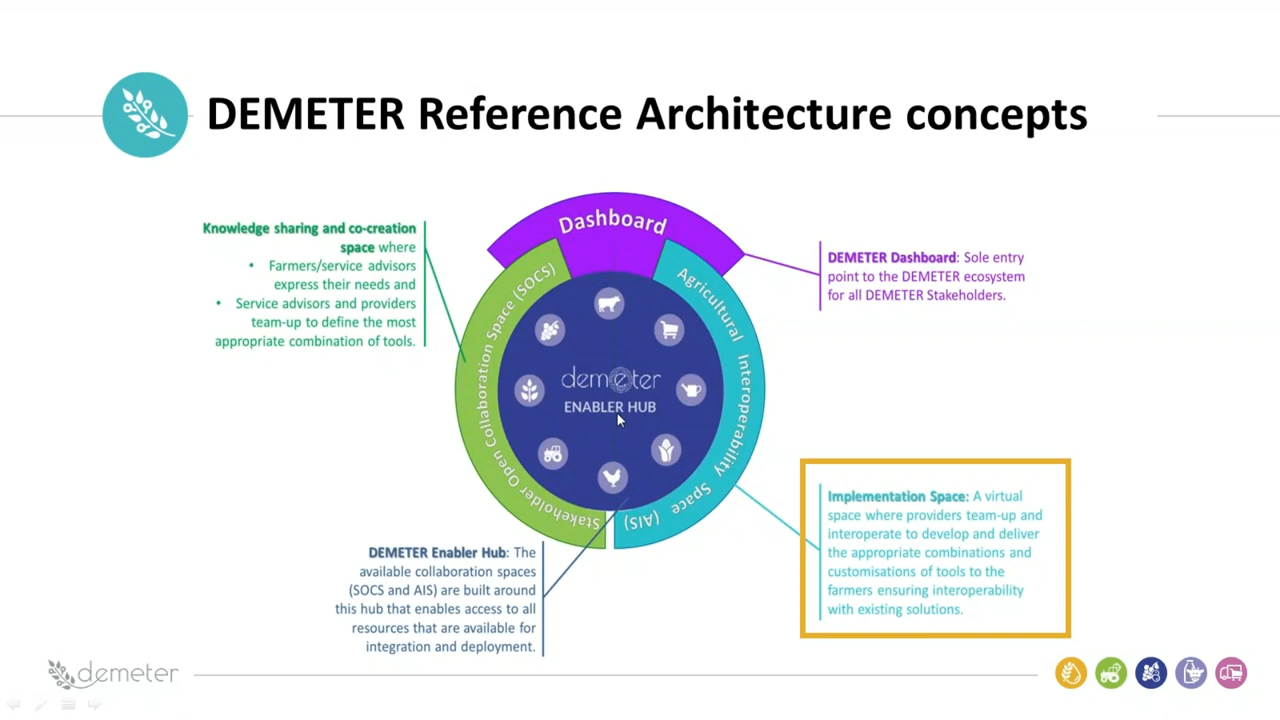 DEMETER Reference Architecture concepts
Knowledge sharing and co-creation
space where
• Farmers/service advisors
express their needs and
• Service advisors and providers
team-up to define the most
appropriate combination of tools.
Dashboard
Stakeholder Open Collaboration Space (SOCS)
Agricultural Interoperability Space (AIS)
demeter
ENABLER HUB
DEMETER Dashboard: Sole entry
point to the DEMETER ecosystem
for all DEMETER Stakeholders.
Implementation Space: A virtual
space where providers team-up and
interoperate to develop and deliver
the appropriate combinations and
customisations of tools to the
farmers ensuring interoperability
with existing solutions.
DEMETER Enabler Hub: The
available collaboration spaces
(SOCS and AIS) are built around
this hub that enables access to all
resources that are available for
integration and deployment.
demeter